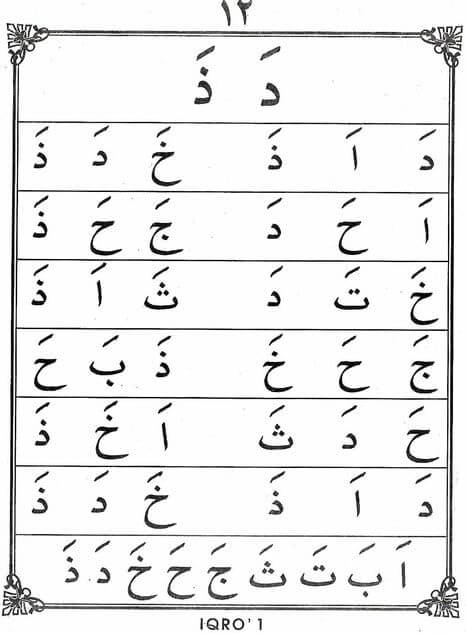 ١٢
دَ ذَ
دَ اَ ذَ خَ دَ ذَ
اَ حَ دَ جَ حَ ذَ
خَ تَ دَ ثَ اَ ذَ
جَ حَ خَ ذَ بَ حَ
حَ دَ ثَ اَ خَ ذَ
دَ اَ ذَ خَ دَ ذَ
اَ بَ تَ ثَ جَ حَ خَ دَ ذَ
IQRO' 1